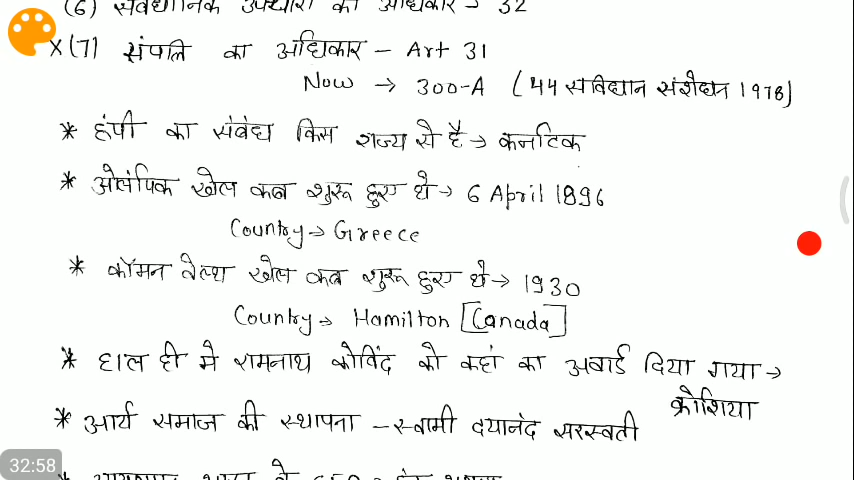 (6) संवैधानिक उपचारों का अधिकार - 32
X(7) संपति का अधिकार - Art 31
Now → 300-A (44 सविधान संशोधन 1978)
* हंपी का संबंध किस राज्य से है → कर्नाटक
* ओलंपिक खेल कब शुरू हुए थे → 6 April 1896
Country → Greece
* कॉमन वेल्थ खेल कब शुरू हुए थे → 1930
Country → Hamilton [Canada]
* हाल ही मे रामनाथ कोविंद को कहां का अबार्ड दिया गया →
क्रोशिया
* आर्य समाज की स्थापना - स्वामी दयानंद सरस्वती
32:58